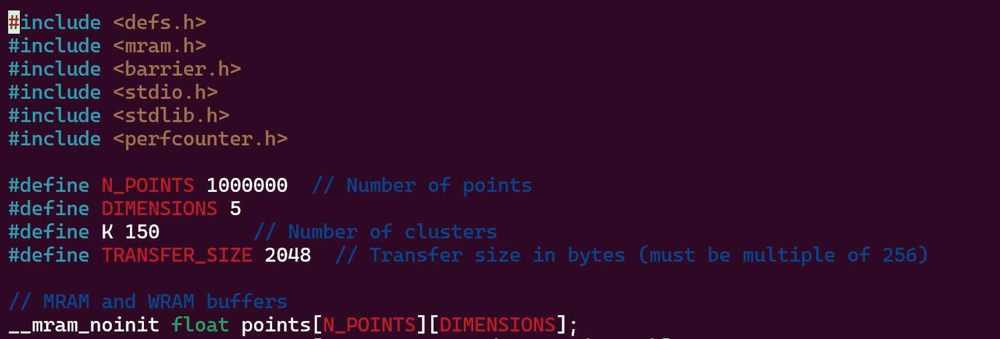 #include <defs.h>
#include <mram.h>
#include <barrier.h>
#include <stdio.h>
#include <stdlib.h>
#include <perfcounter.h>
#define N_POINTS 1000000  // Number of points
#define DIMENSIONS 5
#define K 150        // Number of clusters
#define TRANSFER_SIZE 2048  // Transfer size in bytes (must be multiple of 256)
// MRAM and WRAM buffers
__mram_noinit float points[N_POINTS][DIMENSIONS];